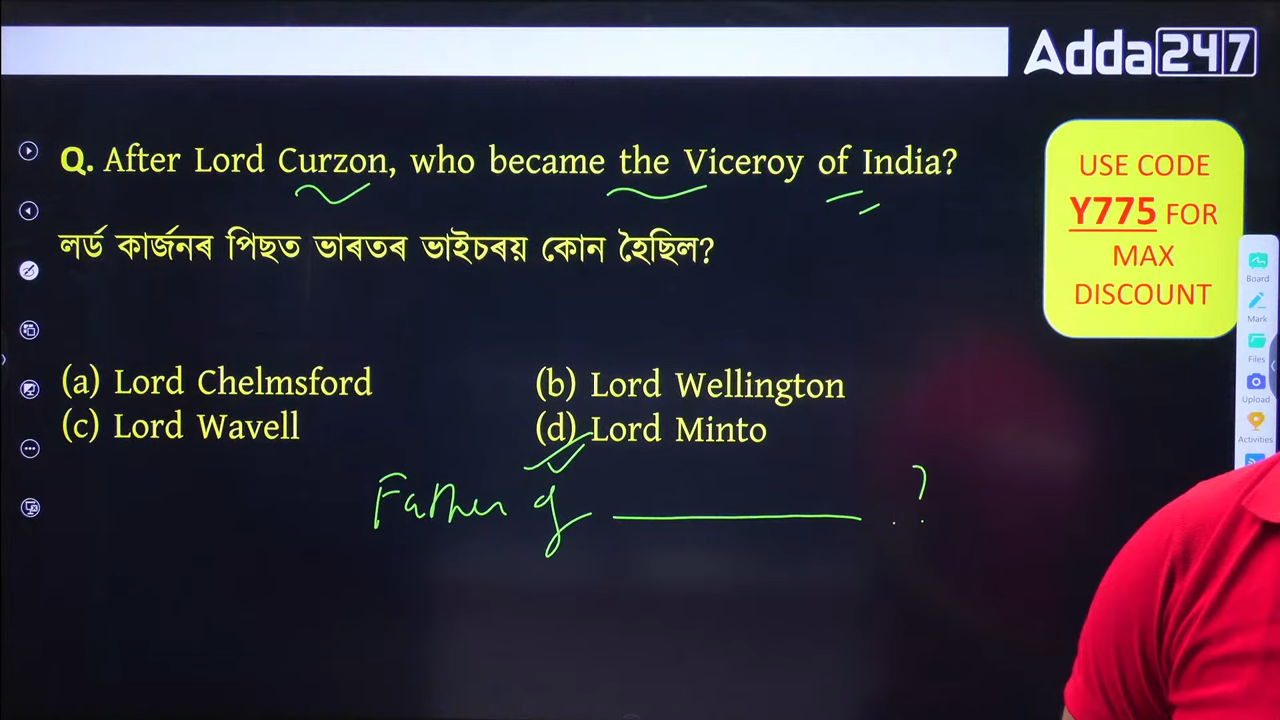 Adda247
Q. After Lord Curzon, who became the Viceroy of India?
লৰ্ড কাৰ্জনৰ পিছত ভাৰতৰ ভাইচৰয় কোন হৈছিল?
USE CODE
Y775 FOR
MAX
DISCOUNT
(a) Lord Chelmsford
(b) Lord Wellington
(c) Lord Wavell
(d) Lord Minto
Father of ________ ?
Board
Mark
Files
Upload
Activities